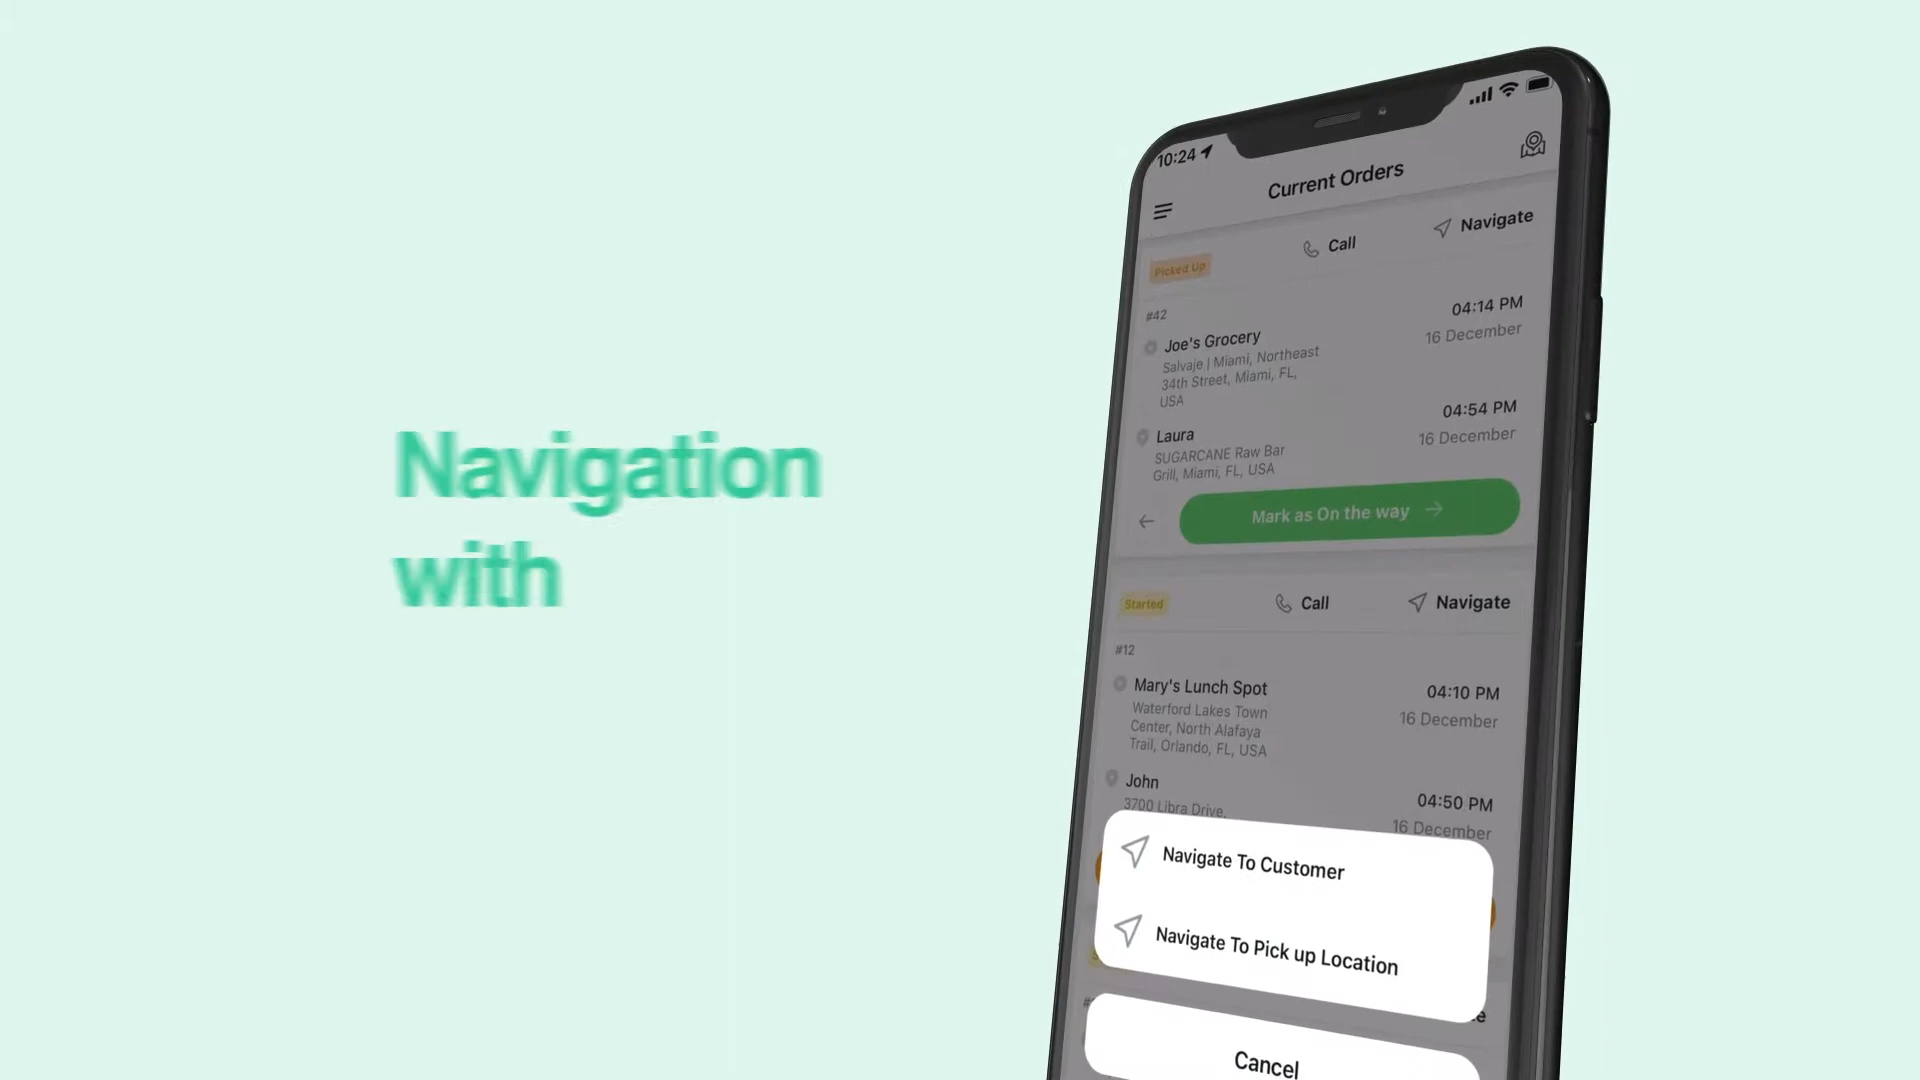 Navigation
with
10:24
Current Orders
Picked Up
Call
Navigate
#42
Joe's Grocery
04:14 PM
Salvaje | Miami, Northeast
16 December
34th Street, Miami, FL,
USA
Laura
04:54 PM
SUGARCANE Raw Bar
16 December
Grill, Miami, FL, USA
Mark as On the way
Started
Call
Navigate
#12
Mary's Lunch Spot
04:10 PM
Waterford Lakes Town
16 December
Center, North Alafaya
Trail, Orlando, FL, USA
John
04:50 PM
3700 Libra Drive,
16 December
Navigate To Customer
Navigate To Pick up Location
Cancel